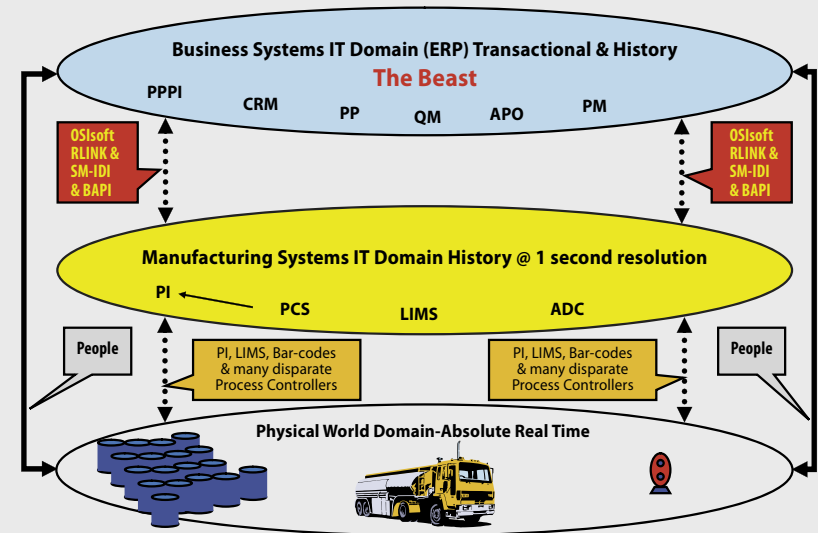 Business Systems IT Domain (ERP) Transactional & History
The Beast
PPPI
CRM
PP
QM
APO
PM
OSIsoft
RLINK &
SM-IDI
& BAPI
OSIsoft
RLINK &
SM-IDI
& BAPI
Manufacturing Systems IT Domain History @ 1 second resolution
PI
PCS
LIMS
ADC
People
PI, LIMS, Bar-codes
& many disparate
Process Controllers
PI, LIMS, Bar-codes
& many disparate
Process Controllers
People
Physical World Domain-Absolute Real Time